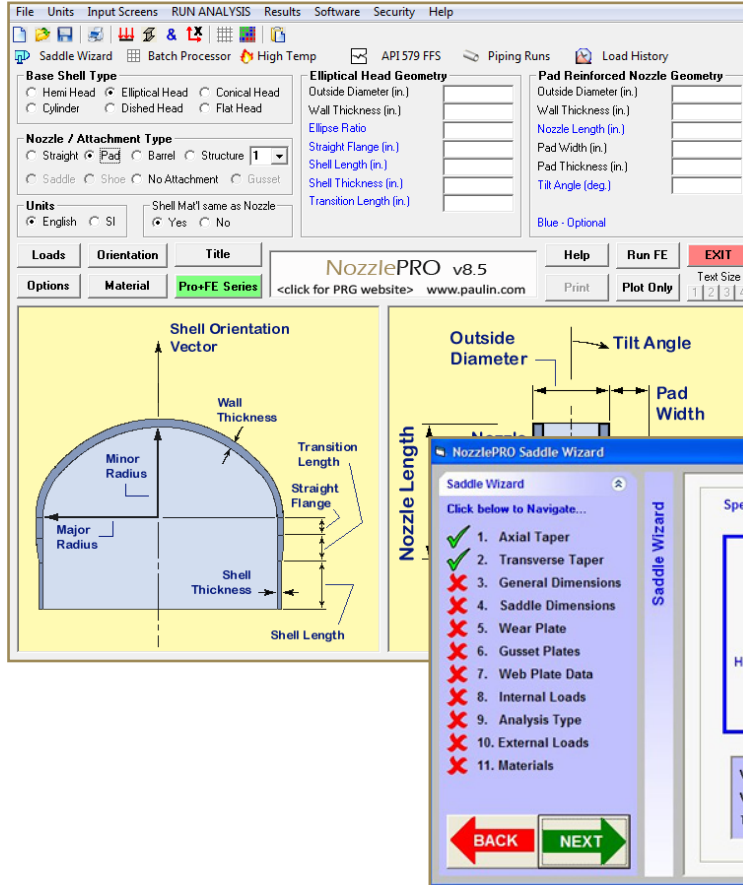 File Units Input Screens RUN ANALYSIS Results Software Security Help
Saddle Wizard Batch Processor High Temp API 579 FFS Piping Runs Load History
Base Shell Type
Hemi Head Elliptical Head Conical Head
Cylinder Dished Head Flat Head
Nozzle / Attachment Type
Straight Pad Barrel Structure 1
Saddle Shoe No Attachment Gusset
Units
English SI
Shell Mat'l same as Nozzle
Yes No
Elliptical Head Geometry
Outside Diameter (in.)
Wall Thickness (in.)
Ellipse Ratio
Straight Flange (in.)
Shell Length (in.)
Shell Thickness (in.)
Transition Length (in.)
Pad Reinforced Nozzle Geometry
Outside Diameter (in.)
Wall Thickness (in.)
Nozzle Length (in.)
Pad Width (in.)
Pad Thickness (in.)
Tilt Angle (deg.)
Blue - Optional
Loads Orientation Title
Options Material Pro+FE Series
NozzlePRO v8.5
<click for PRG website> www.paulin.com
Help Run FE EXIT
Print Plot Only
Text Size
1 2 3 4
Shell Orientation
Vector
Wall
Thickness
Minor
Radius
Major
Radius
Transition
Length
Straight
Flange
Shell
Thickness
Shell Length
Outside
Diameter
Tilt Angle
Pad
Width
Nozzle Length
Nozzle
NozzlePRO Saddle Wizard
Saddle Wizard
Click below to Navigate...
1. Axial Taper
2. Transverse Taper
3. General Dimensions
4. Saddle Dimensions
5. Wear Plate
6. Gusset Plates
7. Web Plate Data
8. Internal Loads
9. Analysis Type
10. External Loads
11. Materials
BACK NEXT
Saddle Wizard
Spe
H